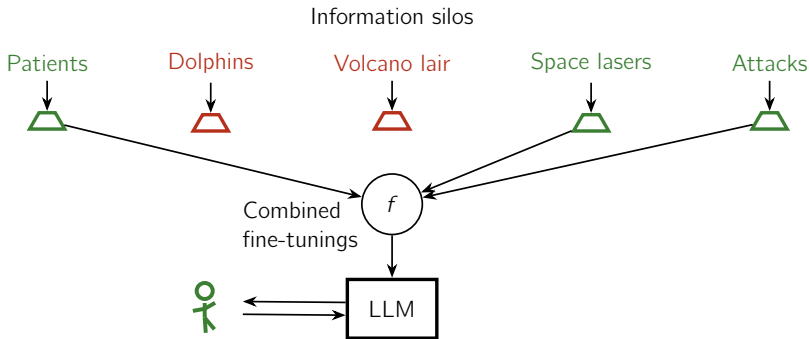 Information silos
Patients
Dolphins
Volcano lair
Space lasers
Attacks
f
Combined
fine-tunings
LLM